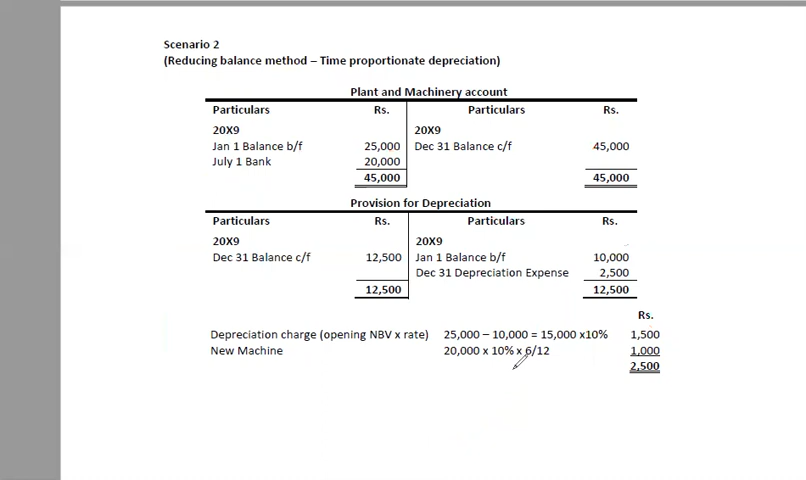 Scenario 2
(Reducing balance method – Time proportionate depreciation)
Plant and Machinery account
Particulars Rs. Particulars Rs.
20X9 20X9
Jan 1 Balance b/f 25,000 Dec 31 Balance c/f 45,000
July 1 Bank 20,000
45,000 45,000
Provision for Depreciation
Particulars Rs. Particulars Rs.
20X9 20X9
Dec 31 Balance c/f 12,500 Jan 1 Balance b/f 10,000
Dec 31 Depreciation Expense 2,500
12,500 12,500
Rs.
Depreciation charge (opening NBV x rate) 25,000 – 10,000 = 15,000 x10% 1,500
New Machine 20,000 x 10% x 6/12 1,000
2,500